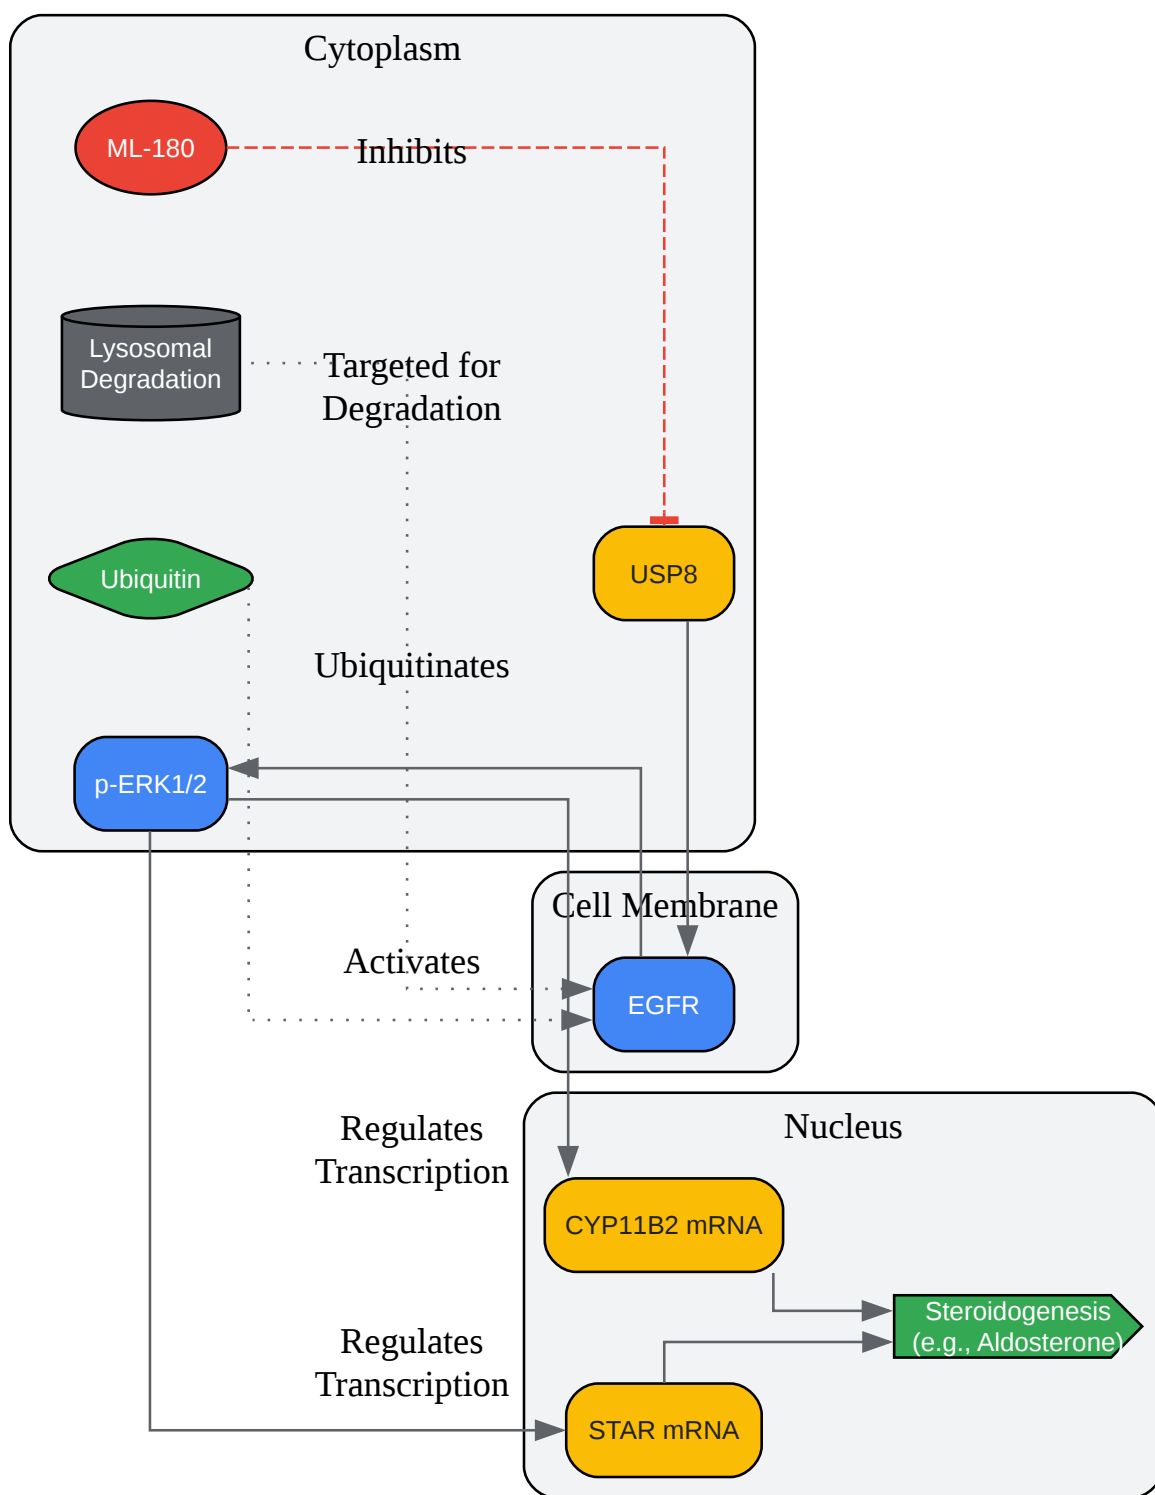 Cytoplasm
ML-180
Inhibits
Lysosomal
Degradation
Targeted for
Degradation
Ubiquitin
USP8
Ubiquitinates
p-ERK1/2
Cell Membrane
Activates
EGFR
Regulates
Transcription
Nucleus
CYP11B2 mRNA
Steroidogenesis
(e.g., Aldosterone)
Regulates
Transcription
STAR mRNA